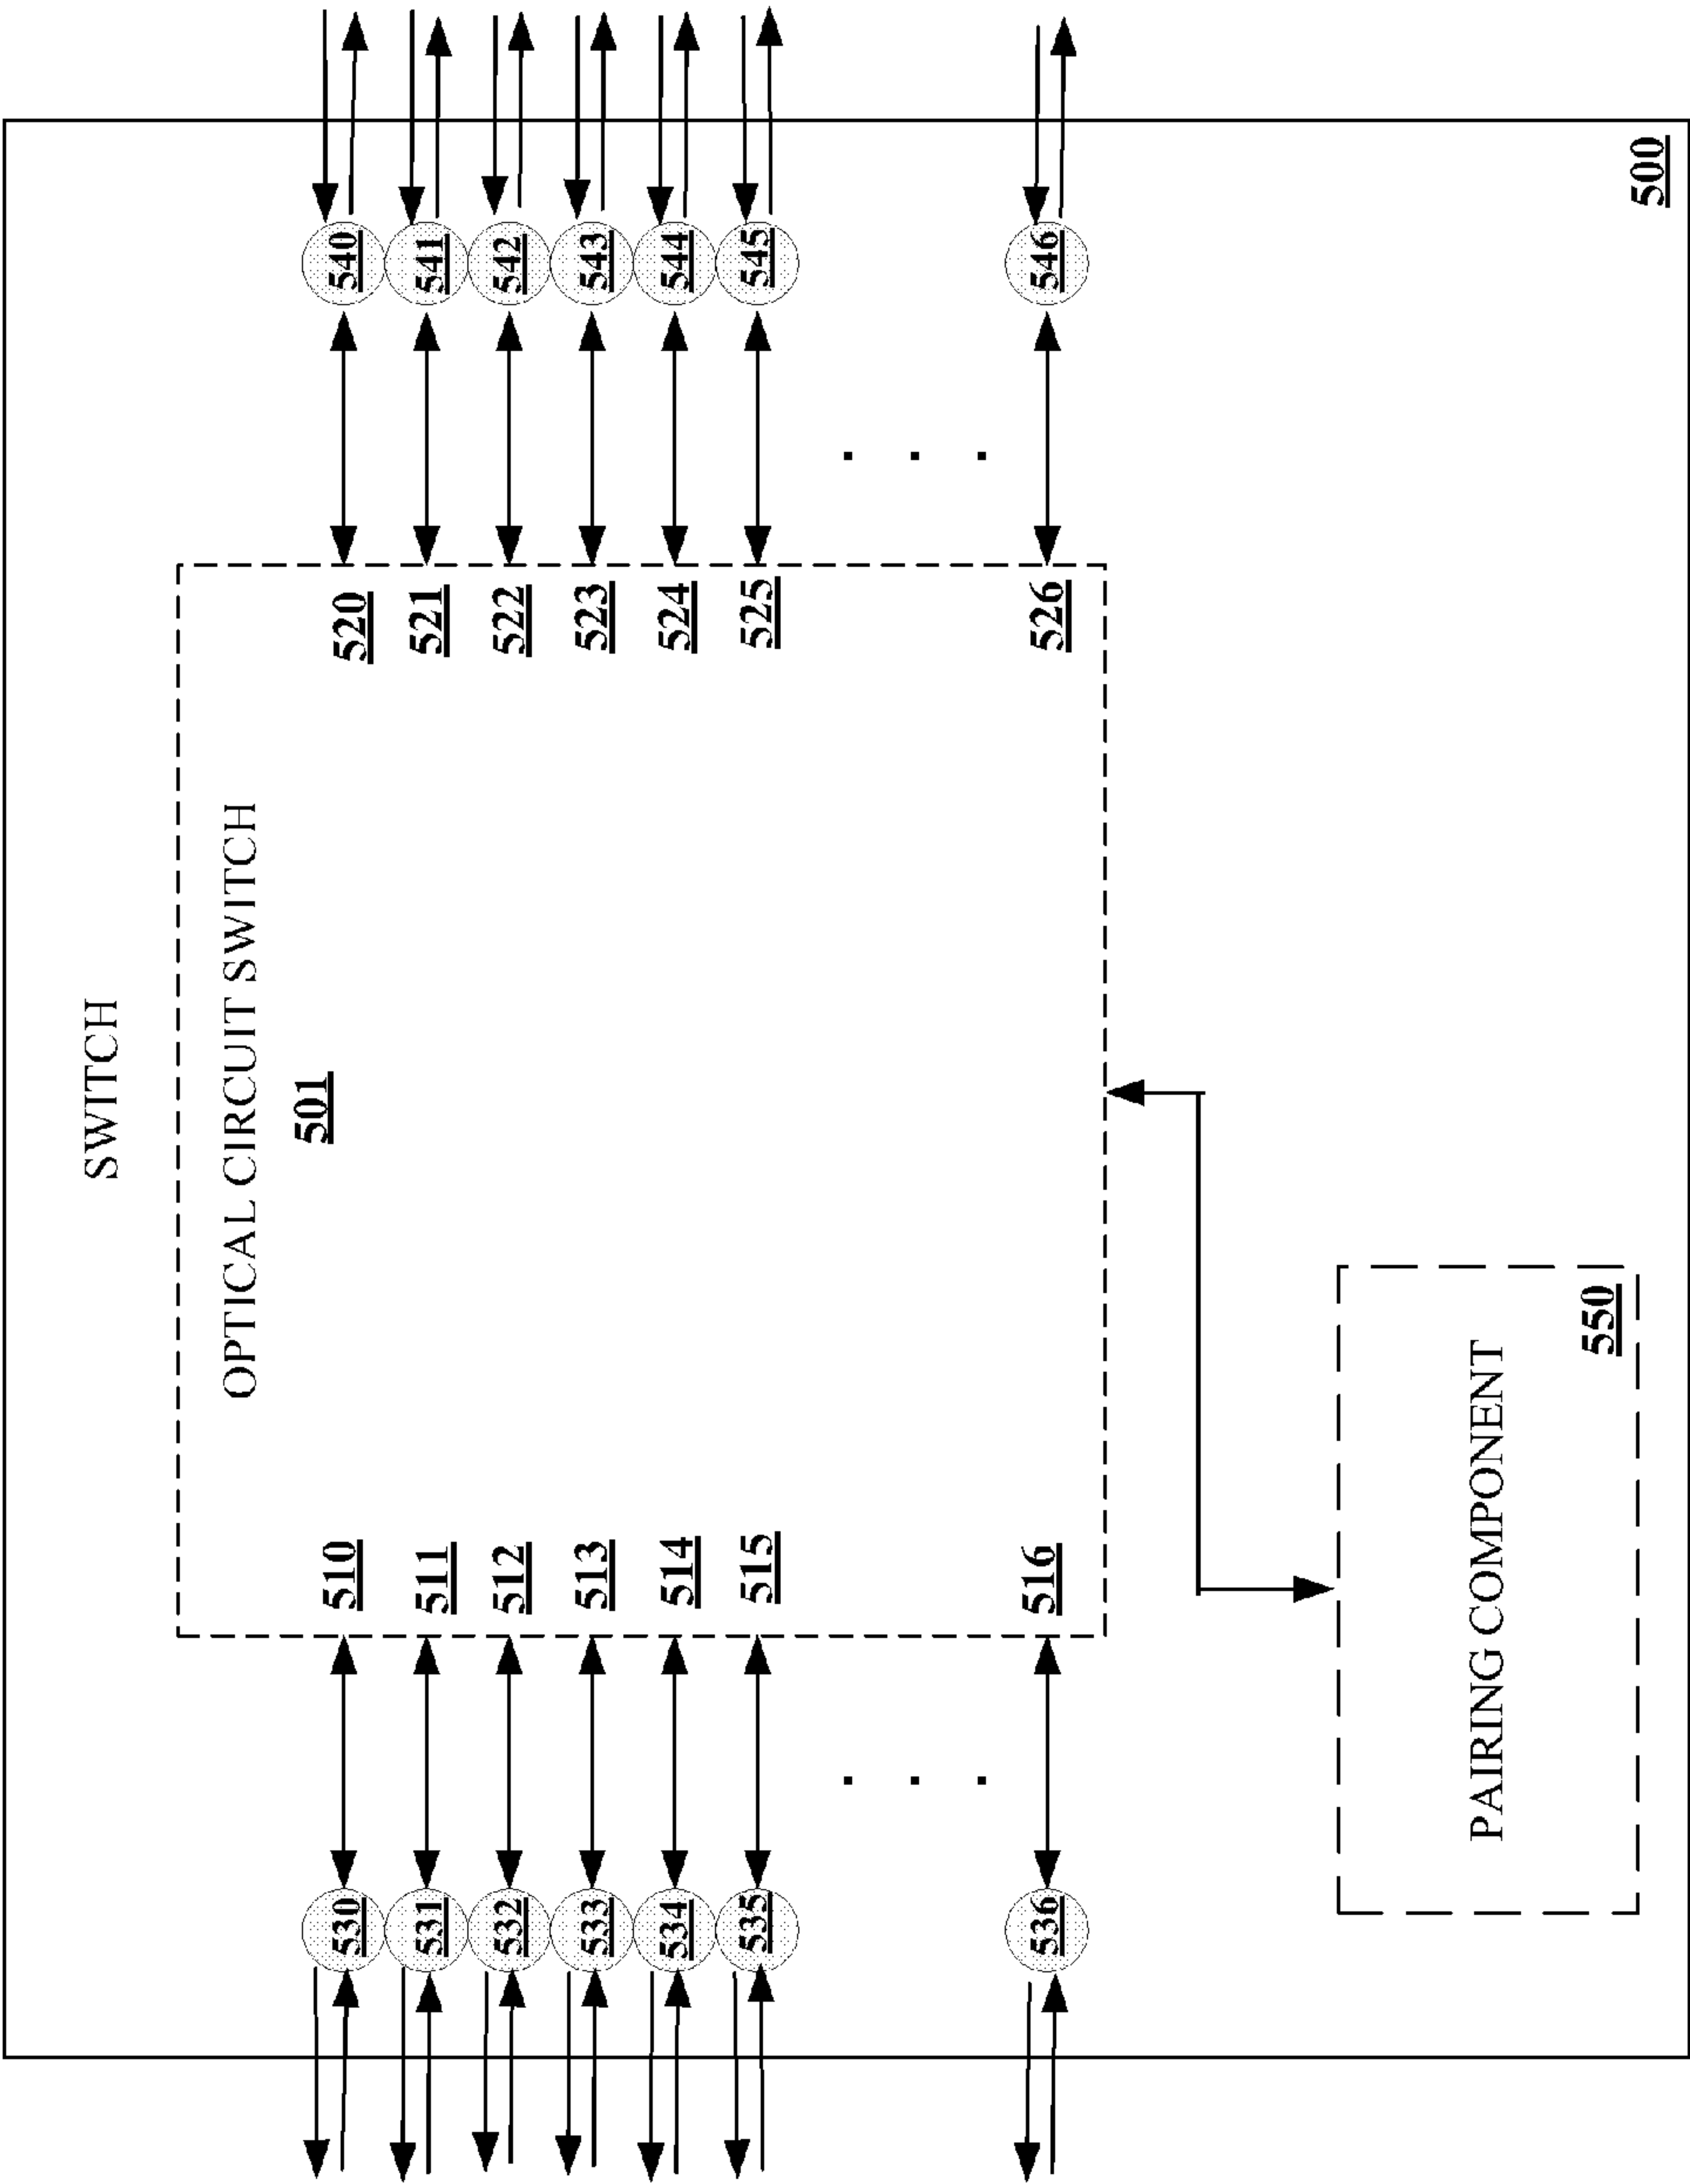 SWITCH
OPTICAL CIRCUIT SWITCH
501
530 510 520 540
531 511 521 541
532 512 522 542
533 513 523 543
534 514 524 544
535 515 525 545
. . . . . .
536 516 526 546
PAIRING COMPONENT
550
500